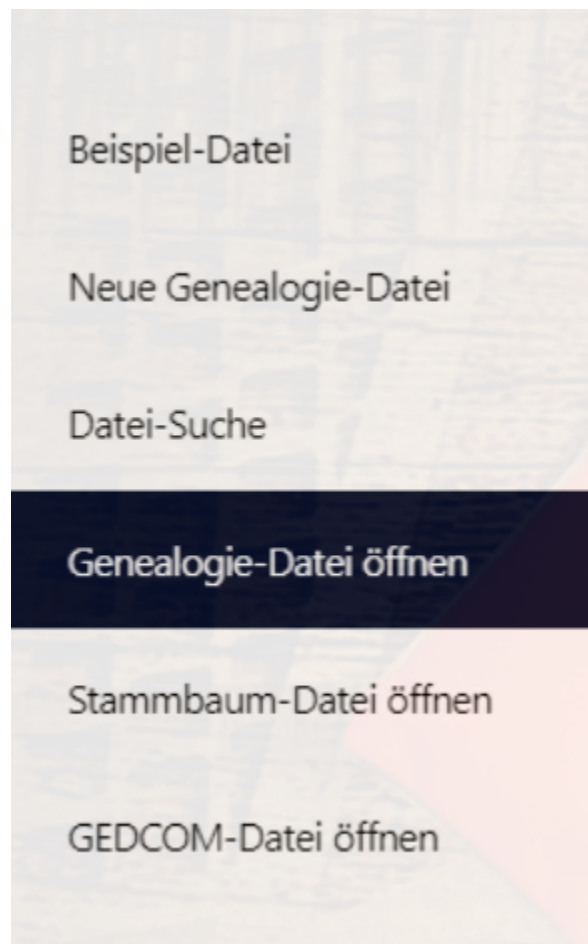 Beispiel-Datei
Neue Genealogie-Datei
Datei-Suche
Genealogie-Datei öffnen
Stammbaum-Datei öffnen
GEDCOM-Datei öffnen